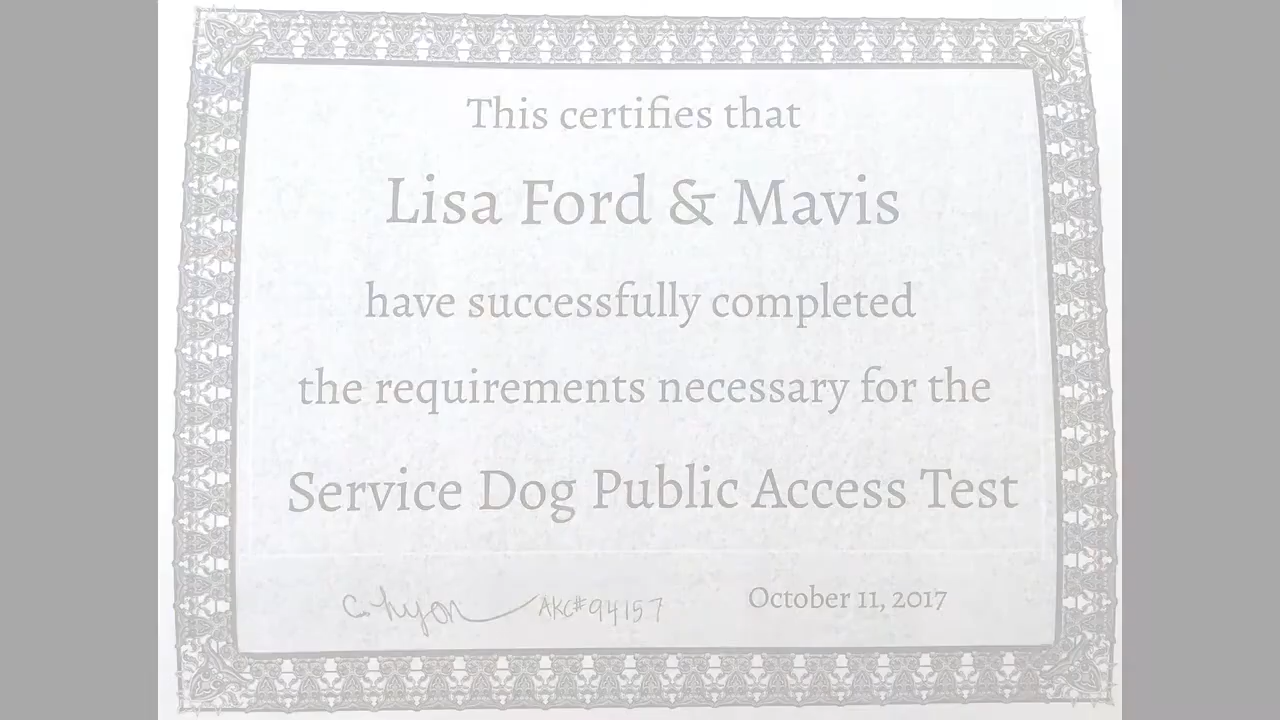 This certifies that
Lisa Ford & Mavis
have successfully completed
the requirements necessary for the
Service Dog Public Access Test
AKC#94157
October 11, 2017